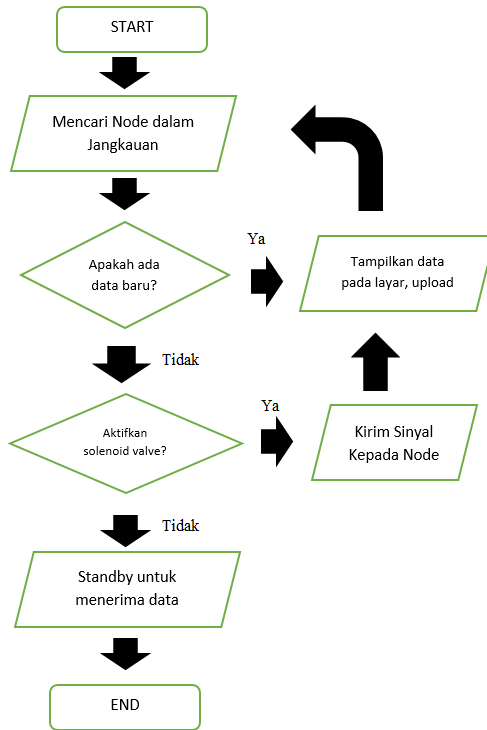 START
Mencari Node dalam
Jangkauan
Apakah ada
data baru?
Ya
Tampilkan data
pada layar, upload
Tidak
Aktifkan
solenoid valve?
Ya
Kirim Sinyal
Kepada Node
Tidak
Standby untuk
menerima data
END